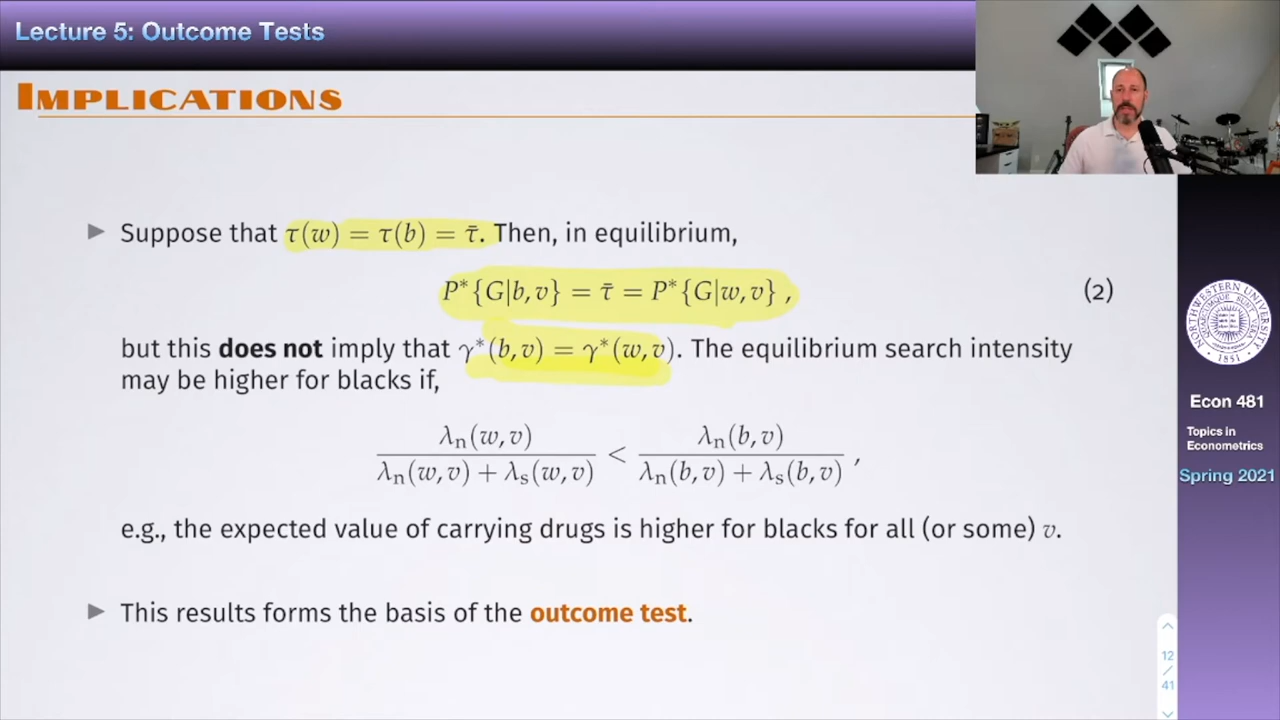 Lecture 5: Outcome Tests
IMPLICATIONS
▶ Suppose that τ(w) = τ(b) = τ̄. Then, in equilibrium,
P*{G|b, v} = τ̄ = P*{G|w, v} , (2)
but this does not imply that γ*(b, v) = γ*(w, v). The equilibrium search intensity
may be higher for blacks if,
λn(w, v) / (λn(w, v) + λs(w, v)) < λn(b, v) / (λn(b, v) + λs(b, v)) ,
e.g., the expected value of carrying drugs is higher for blacks for all (or some) v.
▶ This results forms the basis of the outcome test.
NORTHWESTERN UNIVERSITY
1851
Econ 481
Topics in
Econometrics
Spring 2021
12
/
41